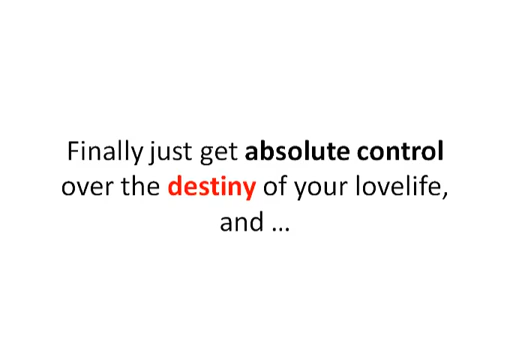 Finally just get absolute control
over the destiny of your lovelife,
and ...